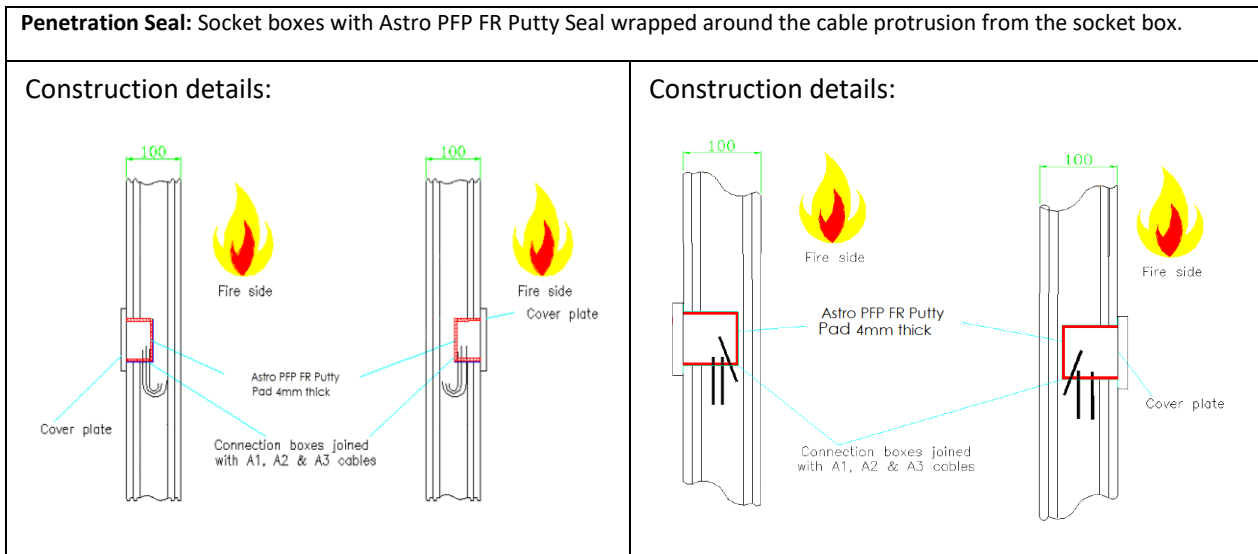 Penetration Seal: Socket boxes with Astro PFP FR Putty Seal wrapped around the cable protrusion from the socket box.
Construction details:
100
100
Fire side
Fire side
Cover plate
Astro PFP FR Putty
Pad 4mm thick
Cover plate
Connection boxes joined
with A1, A2 & A3 cables
Construction details:
100
100
Fire side
Fire side
Astro PFP FR Putty
Pad 4mm thick
Cover plate
Connection boxes joined
with A1, A2 & A3 cables